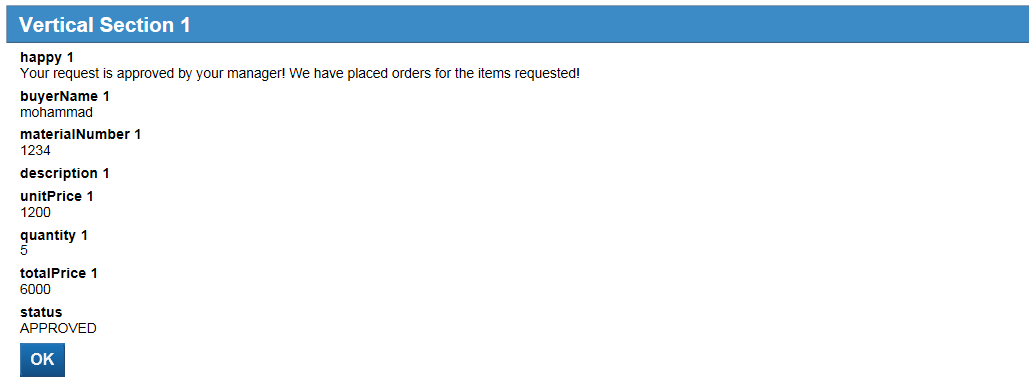 Vertical Section 1
happy 1
Your request is approved by your manager! We have placed orders for the items requested!
buyerName 1
mohammad
materialNumber 1
1234
description 1
unitPrice 1
1200
quantity 1
5
totalPrice 1
6000
status
APPROVED
OK